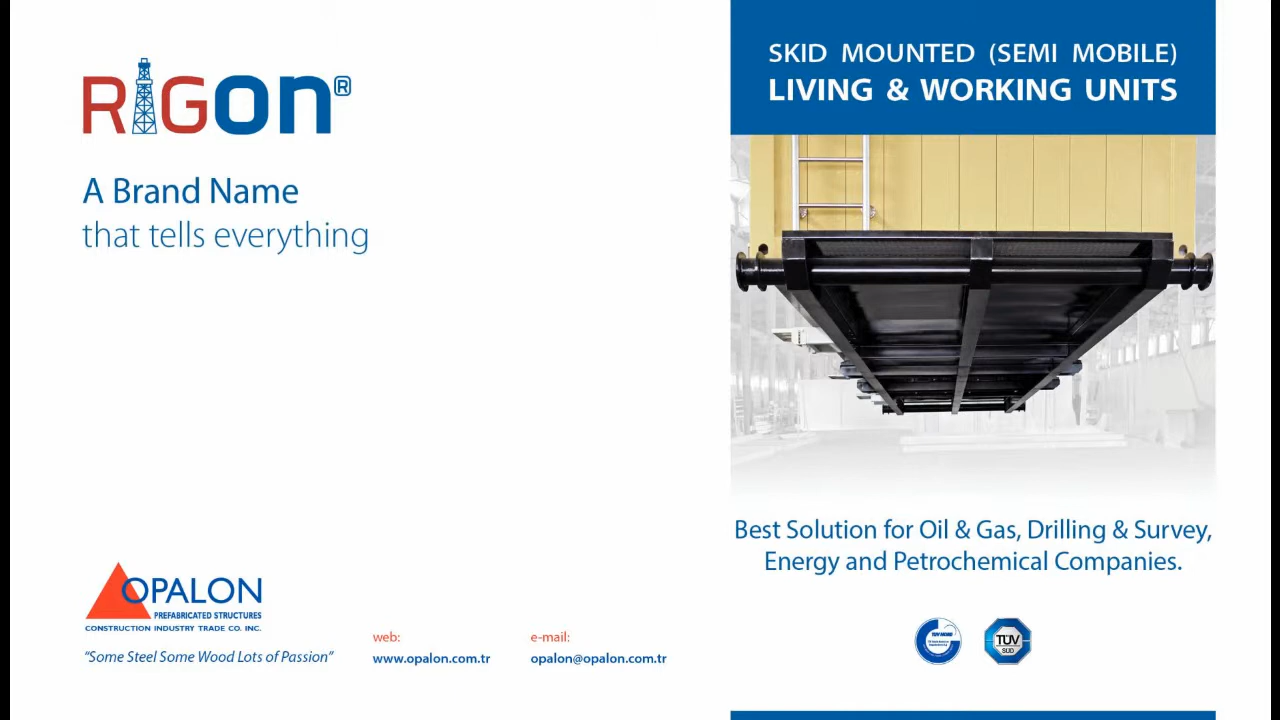 RIGON®
A Brand Name
that tells everything
OPALON
PREFABRICATED STRUCTURES
CONSTRUCTION INDUSTRY TRADE CO. INC.
“Some Steel Some Wood Lots of Passion”
web:
www.opalon.com.tr
e-mail:
opalon@opalon.com.tr
SKID MOUNTED (SEMI MOBILE)
LIVING & WORKING UNITS
Best Solution for Oil & Gas, Drilling & Survey,
Energy and Petrochemical Companies.
TUV NORD
TÜV
SÜD